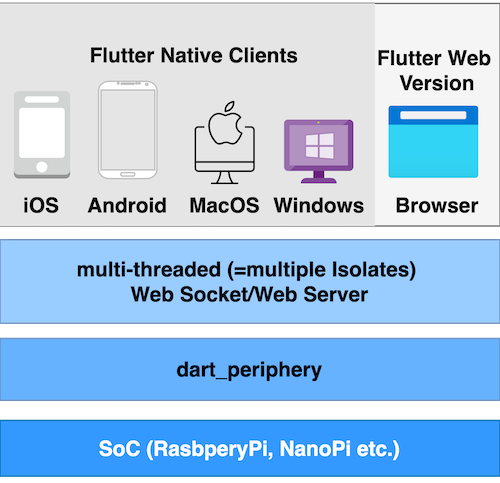 Flutter Native Clients
Flutter Web
Version
iOS
Android
MacOS
Windows
Browser
multi-threaded (=multiple Isolates)
Web Socket/Web Server
dart_periphery
SoC (RasbperyPi, NanoPi etc.)